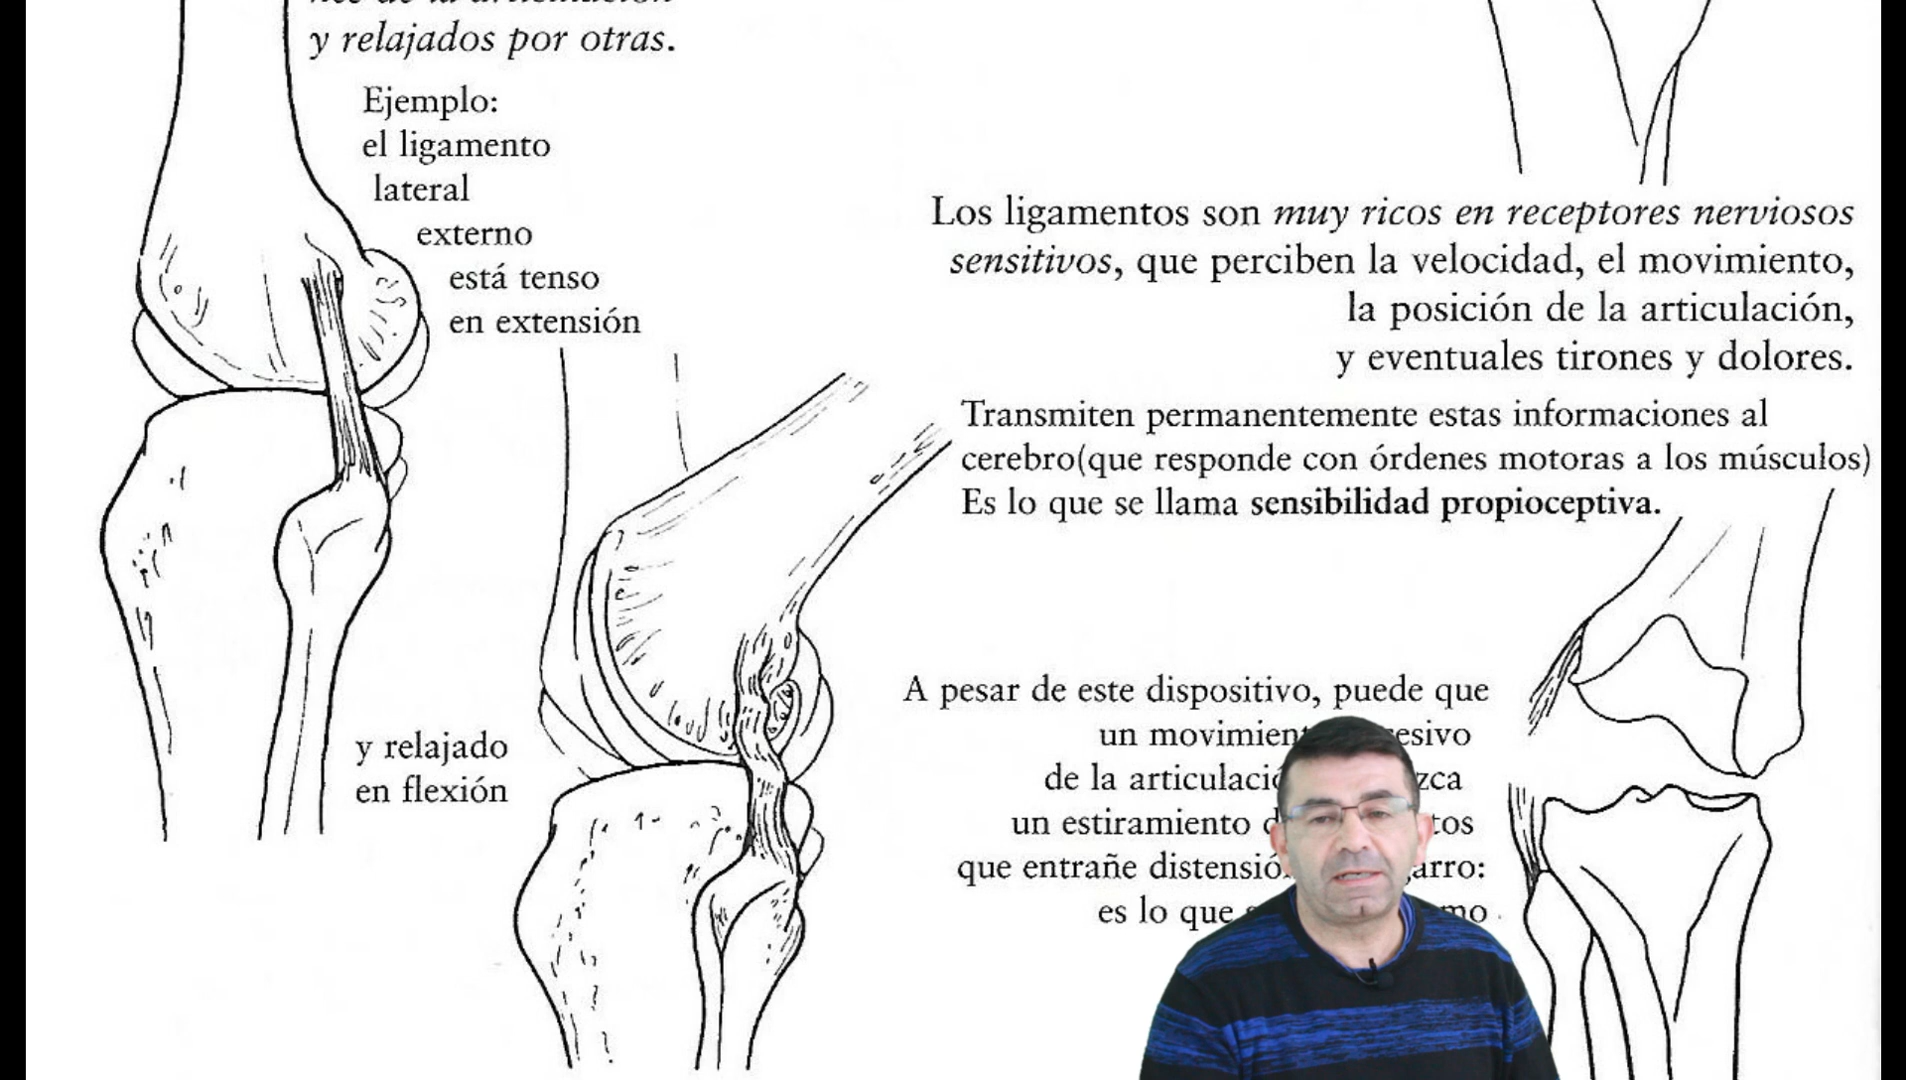 y relajados por otras.
Ejemplo:
el ligamento
lateral
externo
está tenso
en extensión
y relajado
en flexión
Los ligamentos son muy ricos en receptores nerviosos
sensitivos, que perciben la velocidad, el movimiento,
la posición de la articulación,
y eventuales tirones y dolores.
Transmiten permanentemente estas informaciones al
cerebro(que responde con órdenes motoras a los músculos)
Es lo que se llama sensibilidad propioceptiva.
A pesar de este dispositivo, puede que
un
de la
un estiramiento
que entrañe
es lo que